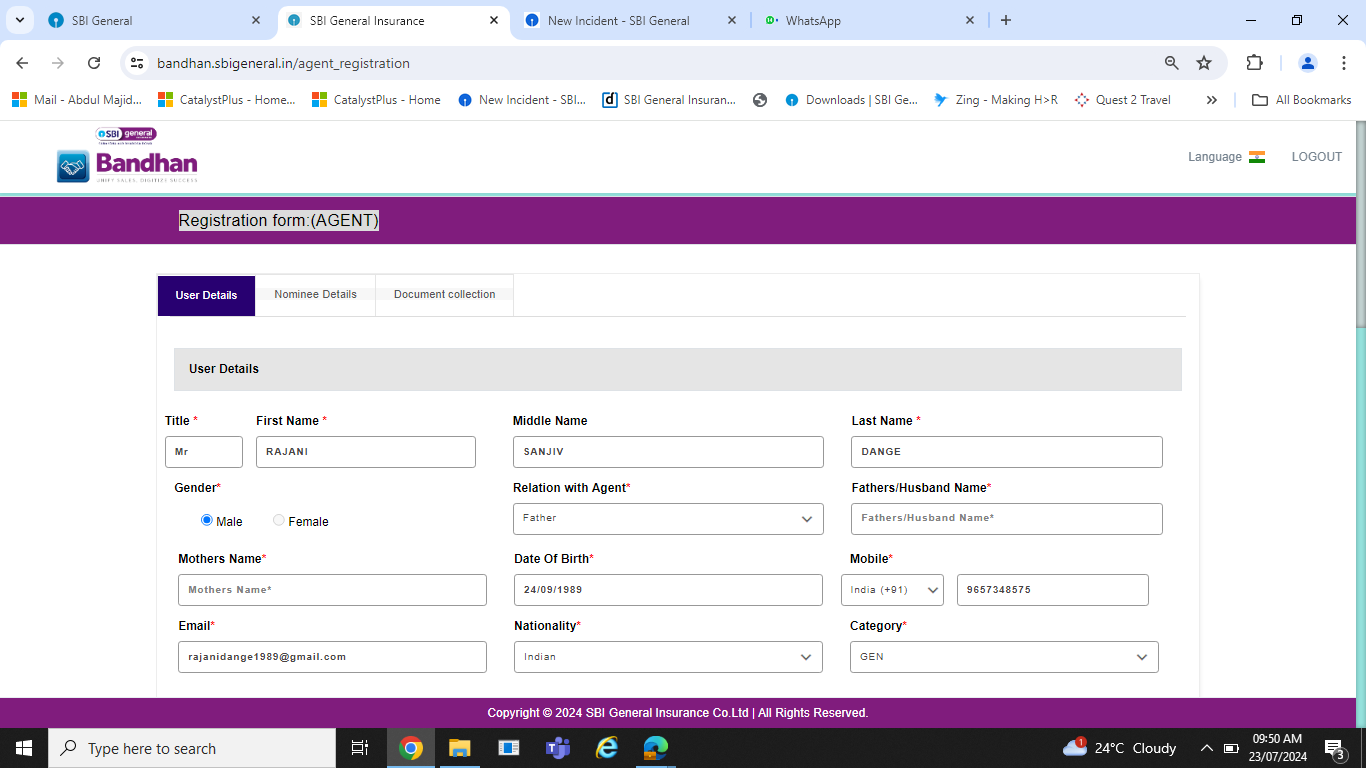 SBI General
SBI General Insurance
New Incident - SBI General
WhatsApp
bandhan.sbigeneral.in/agent_registration
Mail - Abdul Majid...
CatalystPlus - Home...
CatalystPlus - Home
New Incident - SBI...
SBI General Insuran...
Downloads | SBI Ge...
Zing - Making H>R
Quest 2 Travel
All Bookmarks
SBI general
Bandhan
UNIFY SALES, DIGITIZE SUCCESS
Language
LOGOUT
Registration form:(AGENT)
User Details
Nominee Details
Document collection
User Details
Title * First Name * Middle Name Last Name *
Mr RAJANI SANJIV DANGE
Gender* Relation with Agent* Fathers/Husband Name*
Male Female Father Fathers/Husband Name*
Mothers Name* Date Of Birth* Mobile*
Mothers Name* 24/09/1989 India (+91) 9657348575
Email* Nationality* Category*
rajanidange1989@gmail.com Indian GEN
Copyright © 2024 SBI General Insurance Co.Ltd | All Rights Reserved.
Type here to search
1
24°C Cloudy
09:50 AM
23/07/2024
3